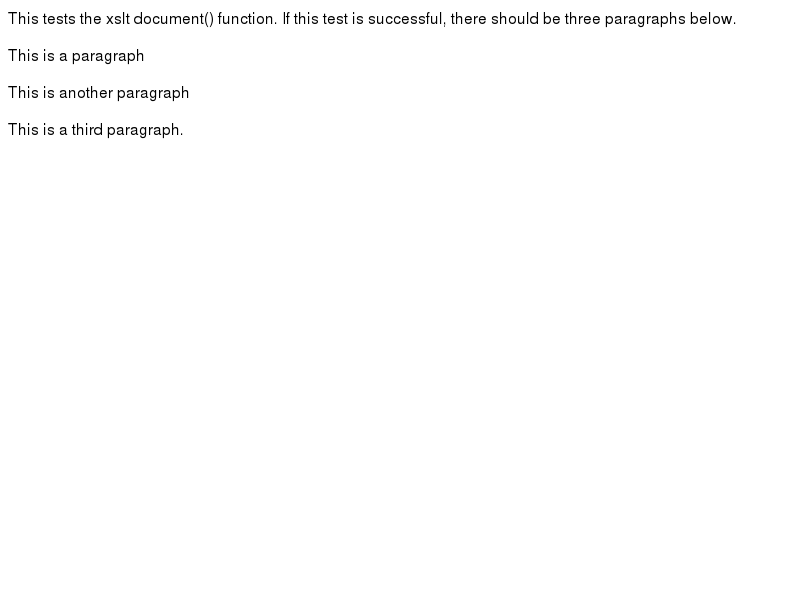 This tests the xslt document() function. If this test is successful, there should be three paragraphs below.
This is a paragraph
This is another paragraph
This is a third paragraph.